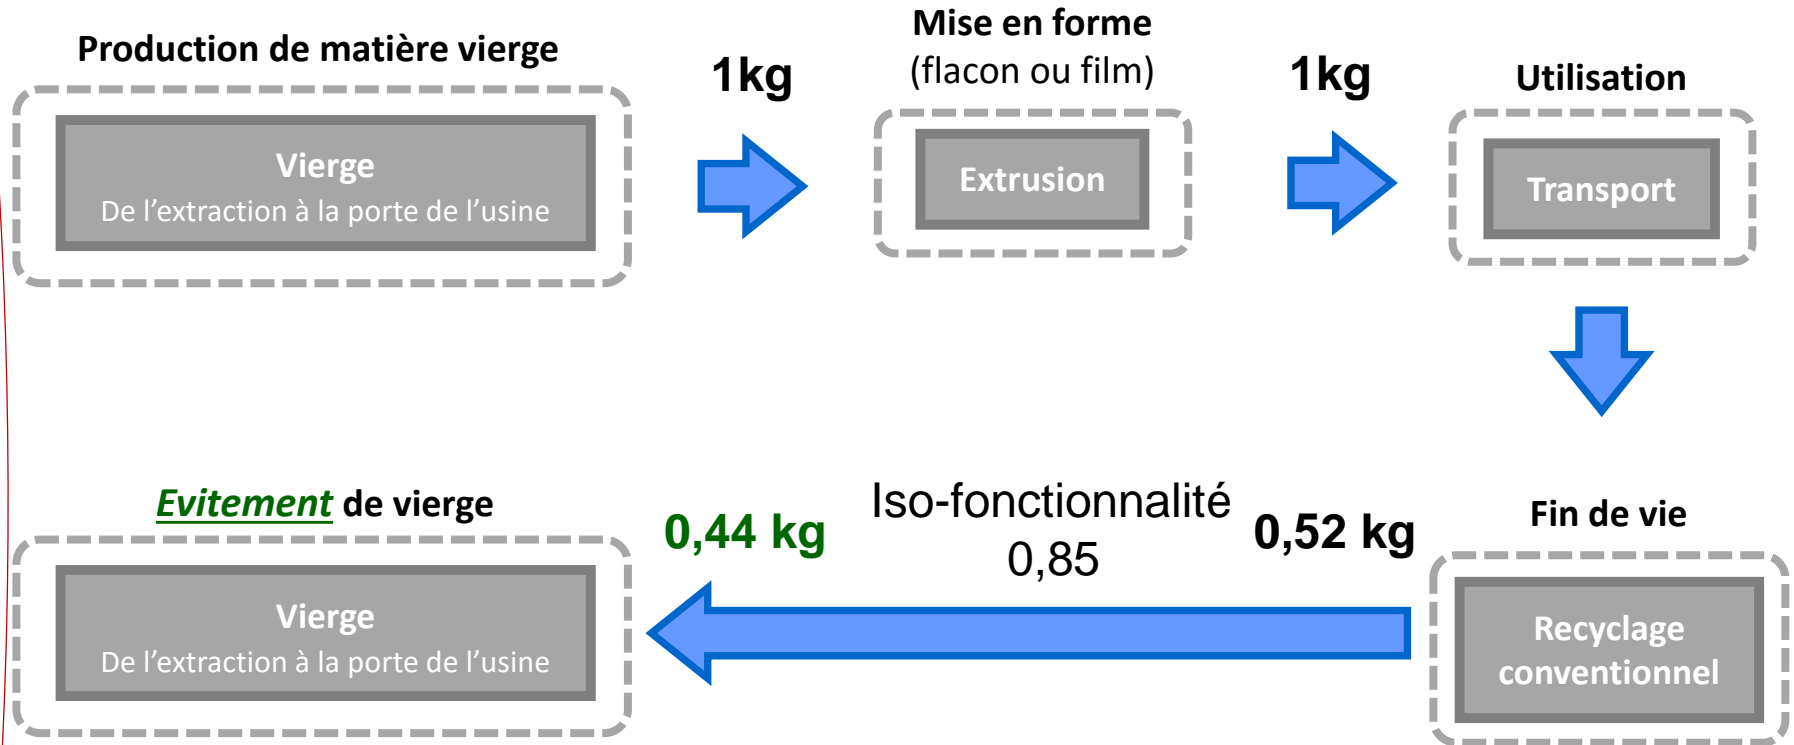 Production de matière vierge
Vierge
De l'extraction à la porte de l'usine
1kg
Mise en forme
(flacon ou film)
Extrusion
1kg
Utilisation
Transport
Evitement de vierge
Vierge
De l'extraction à la porte de l'usine
0,44 kg
Iso-fonctionnalité
0,85
0,52 kg
Fin de vie
Recyclage
conventionnel